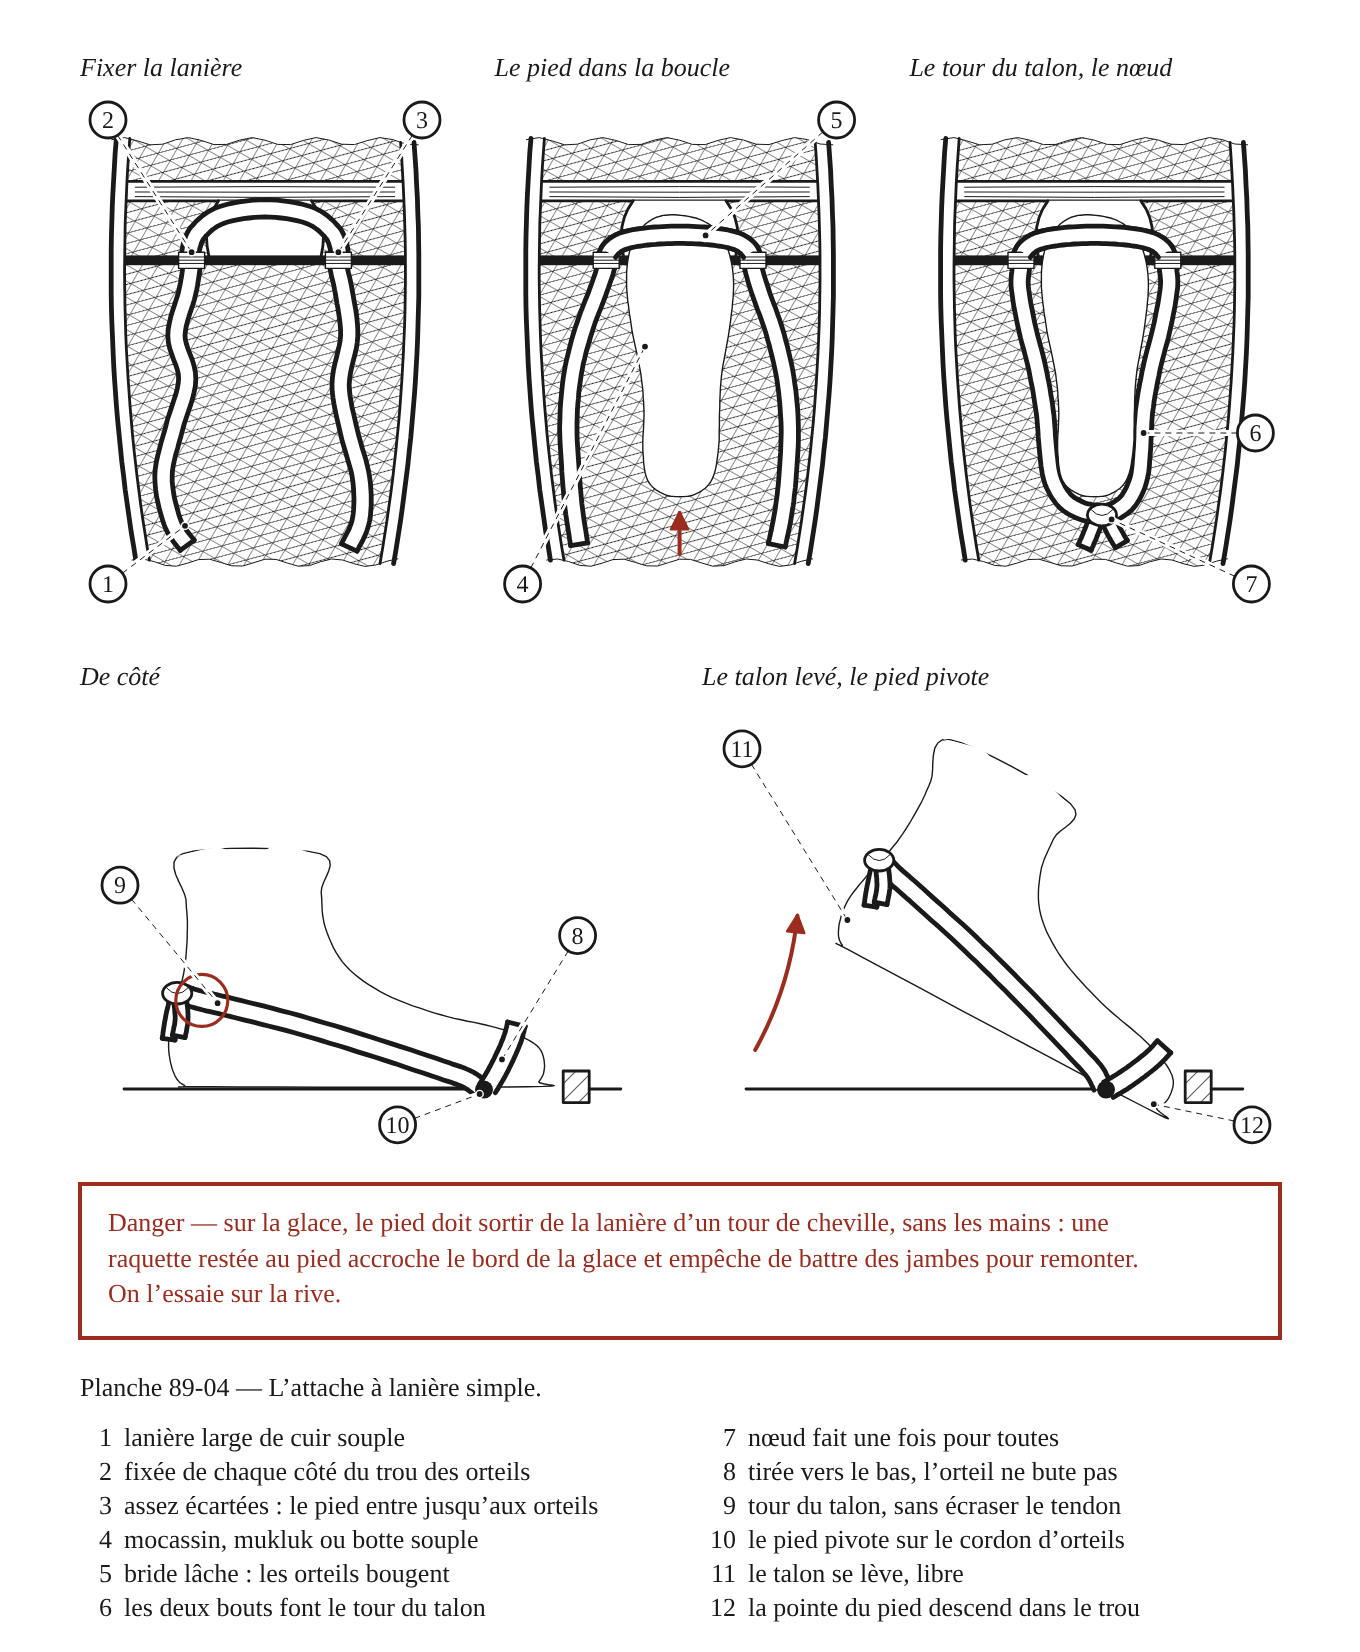 Fixer la lanière
Le pied dans la boucle
Le tour du talon, le nœud
2
3
5
6
1
4
7
De côté
Le talon levé, le pied pivote
11
9
8
10
12
Danger — sur la glace, le pied doit sortir de la lanière d’un tour de cheville, sans les mains : une
raquette restée au pied accroche le bord de la glace et empêche de battre des jambes pour remonter.
On l’essaie sur la rive.
Planche 89-04 — L’attache à lanière simple.
1 lanière large de cuir souple
2 fixée de chaque côté du trou des orteils
3 assez écartées : le pied entre jusqu’aux orteils
4 mocassin, mukluk ou botte souple
5 bride lâche : les orteils bougent
6 les deux bouts font le tour du talon
7 nœud fait une fois pour toutes
8 tirée vers le bas, l’orteil ne bute pas
9 tour du talon, sans écraser le tendon
10 le pied pivote sur le cordon d’orteils
11 le talon se lève, libre
12 la pointe du pied descend dans le trou